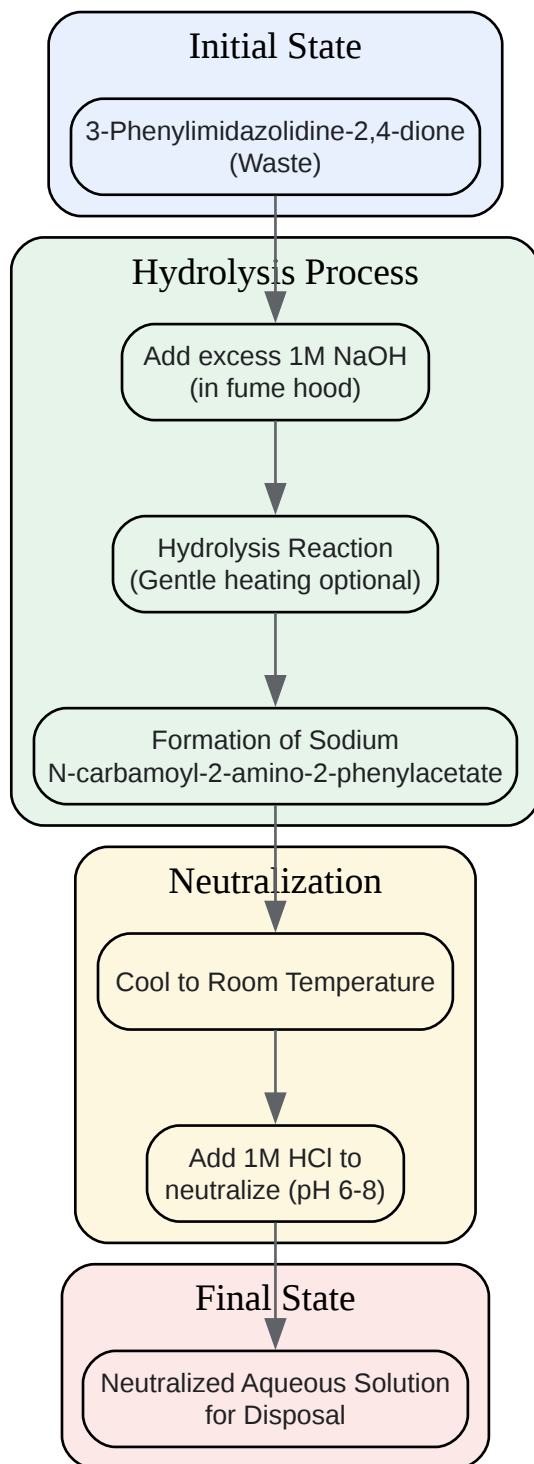 Initial State
3-Phenylimidazolidine-2,4-dione
(Waste)
Hydrolysis Process
Add excess 1M NaOH
(in fume hood)
Hydrolysis Reaction
(Gentle heating optional)
Formation of Sodium
N-carbamoyl-2-amino-2-phenylacetate
Neutralization
Cool to Room Temperature
Add 1M HCl to
neutralize (pH 6-8)
Final State
Neutralized Aqueous Solution
for Disposal